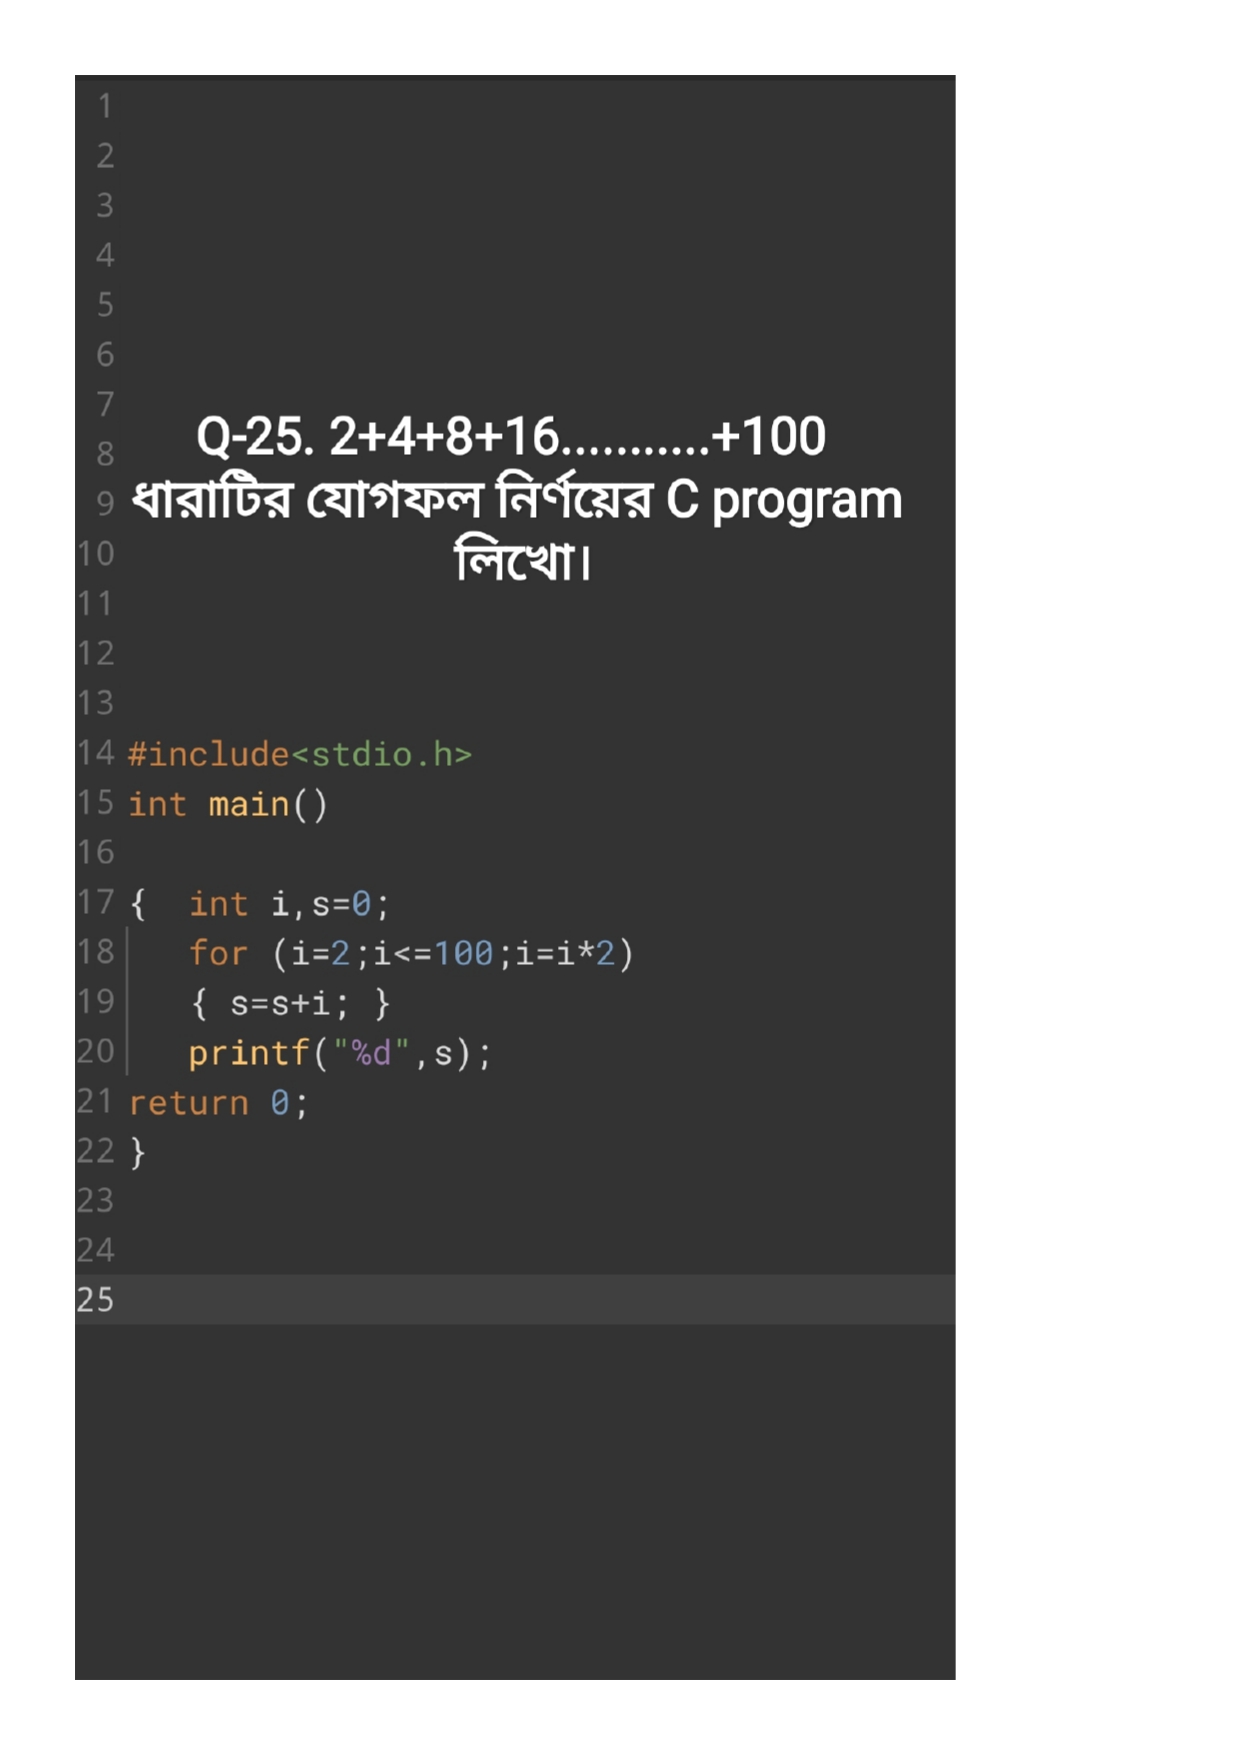 1
2
3
4
5
6
7
Q-25. 2+4+8+16...........+100
8
9 ধারাটির যোগফল নির্ণয়ের C program
10 লিখো।
11
12
13
14 #include<stdio.h>
15 int main()
16
17 { int i,s=0;
18 for (i=2;i<=100;i=i*2)
19 { s=s+i; }
20 printf("%d",s);
21 return 0;
22 }
23
24
25